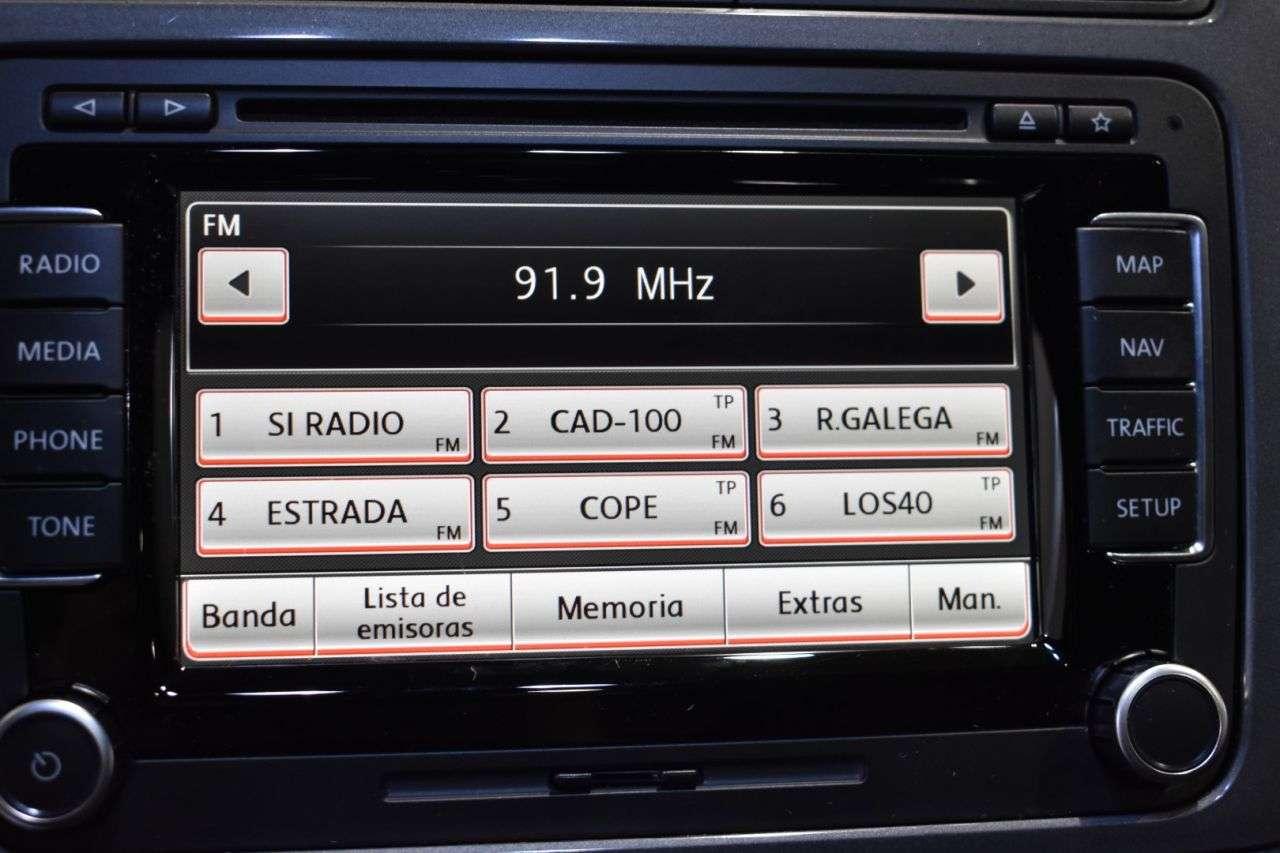 FM
91.9 MHz
RADIO
MEDIA
PHONE
TONE
1 SI RADIO FM
2 CAD-100 TP FM
3 R.GALEGA FM
4 ESTRADA FM
5 COPE TP FM
6 LOS40 TP FM
Banda
Lista de
emisoras
Memoria
Extras
Man.
MAP
NAV
TRAFFIC
SETUP